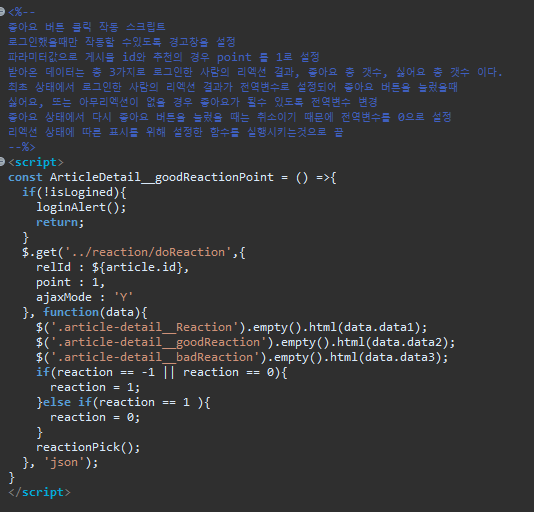 <%--
좋아요 버튼 클릭 작동 스크립트
로그인했을때만 작동할 수있도록 경고창을 설정
파라미터값으로 게시물 id와 추천의 경우 point 를 1로 설정
받아온 데이터는 총 3가지로 로그인한 사람의 리액션 결과, 좋아요 총 갯수, 싫어요 총 갯수 이다.
최초 상태에서 로그인한 사람의 리액션 결과가 전역변수로 설정되어 좋아요 버튼을 눌렀을때
싫어요, 또는 아무리액션이 없을 경우 좋아요가 될수 있도록 전역변수 변경
좋아요 상태에서 다시 좋아요 버튼을 눌렀을 때는 취소이기 때문에 전역변수를 0으로 설정
리액션 상태에 따른 표시를 위해 설정한 함수를 실행시키는것으로 끝
--%>
<script>
const ArticleDetail__goodReactionPoint = () =>{
if(!isLogined){
loginAlert();
return;
}
$.get('../reaction/doReaction',{
relId : ${article.id},
point : 1,
ajaxMode : 'Y'
}, function(data){
$('.article-detail__Reaction').empty().html(data.data1);
$('.article-detail__goodReaction').empty().html(data.data2);
$('.article-detail__badReaction').empty().html(data.data3);
if(reaction == -1 || reaction == 0){
reaction = 1;
}else if(reaction == 1 ){
reaction = 0;
}
reactionPick();
}, 'json');
}
</script>